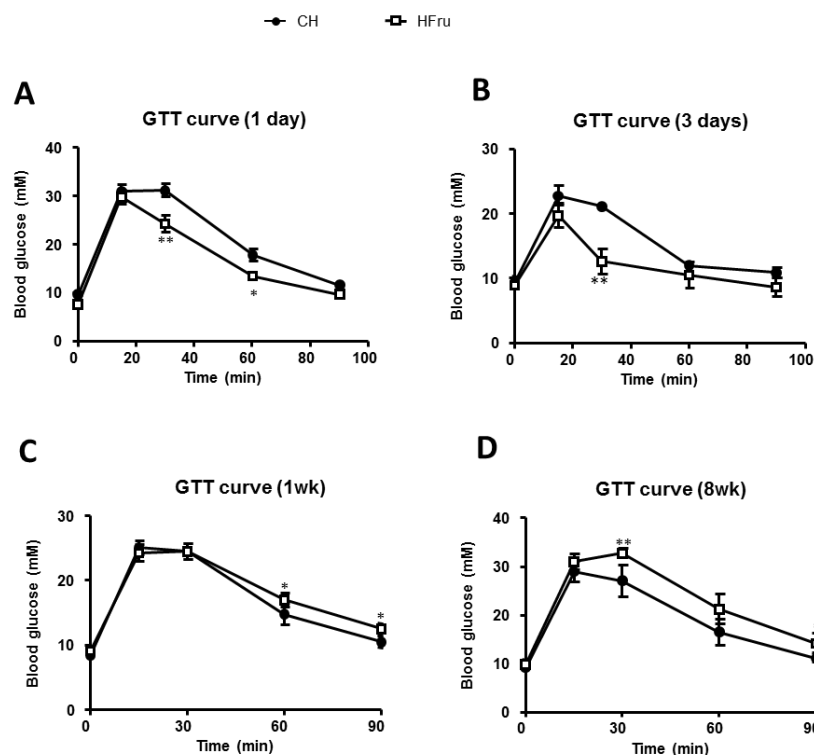 CH HFru
A
GTT curve (1 day)
Blood glucose (mM)
40
30
20
10
0
**
*
0 20 40 60 80 100
Time (min)
B
GTT curve (3 days)
Blood glucose (mM)
30
20
10
0
**
0 20 40 60 80 100
Time (min)
C
GTT curve (1wk)
Blood glucose (mM)
30
20
10
0
*
*
0 30 60 90
Time (min)
D
GTT curve (8wk)
Blood glucose (mM)
40
30
20
10
0
**
0 30 60 90
Time (min)